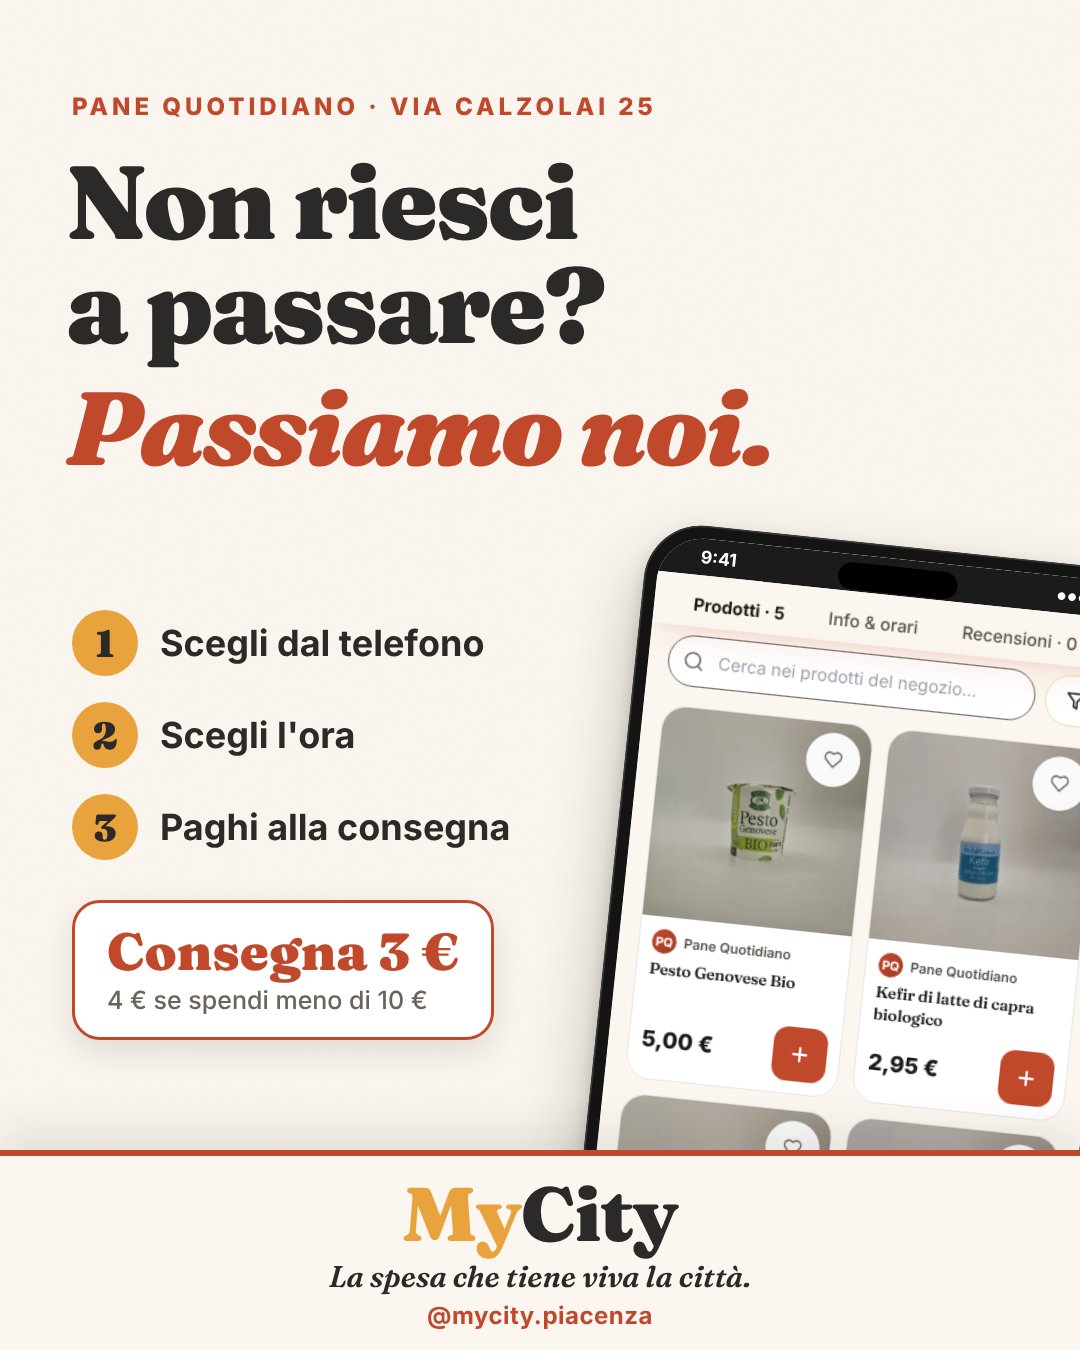 PANE QUOTIDIANO · VIA CALZOLAI 25
Non riesci
a passare?
Passiamo noi.
1 Scegli dal telefono
2 Scegli l'ora
3 Paghi alla consegna
Consegna 3 €
4 € se spendi meno di 10 €
9:41
Prodotti · 5 Info & orari Recensioni · 0
Cerca nei prodotti del negozio...
Pesto
Genovese
BIO
Kefir
PQ Pane Quotidiano
Pesto Genovese Bio
5,00 €
+
PQ Pane Quotidiano
Kefir di latte di capra
biologico
2,95 €
+
MyCity
La spesa che tiene viva la città.
@mycity.piacenza